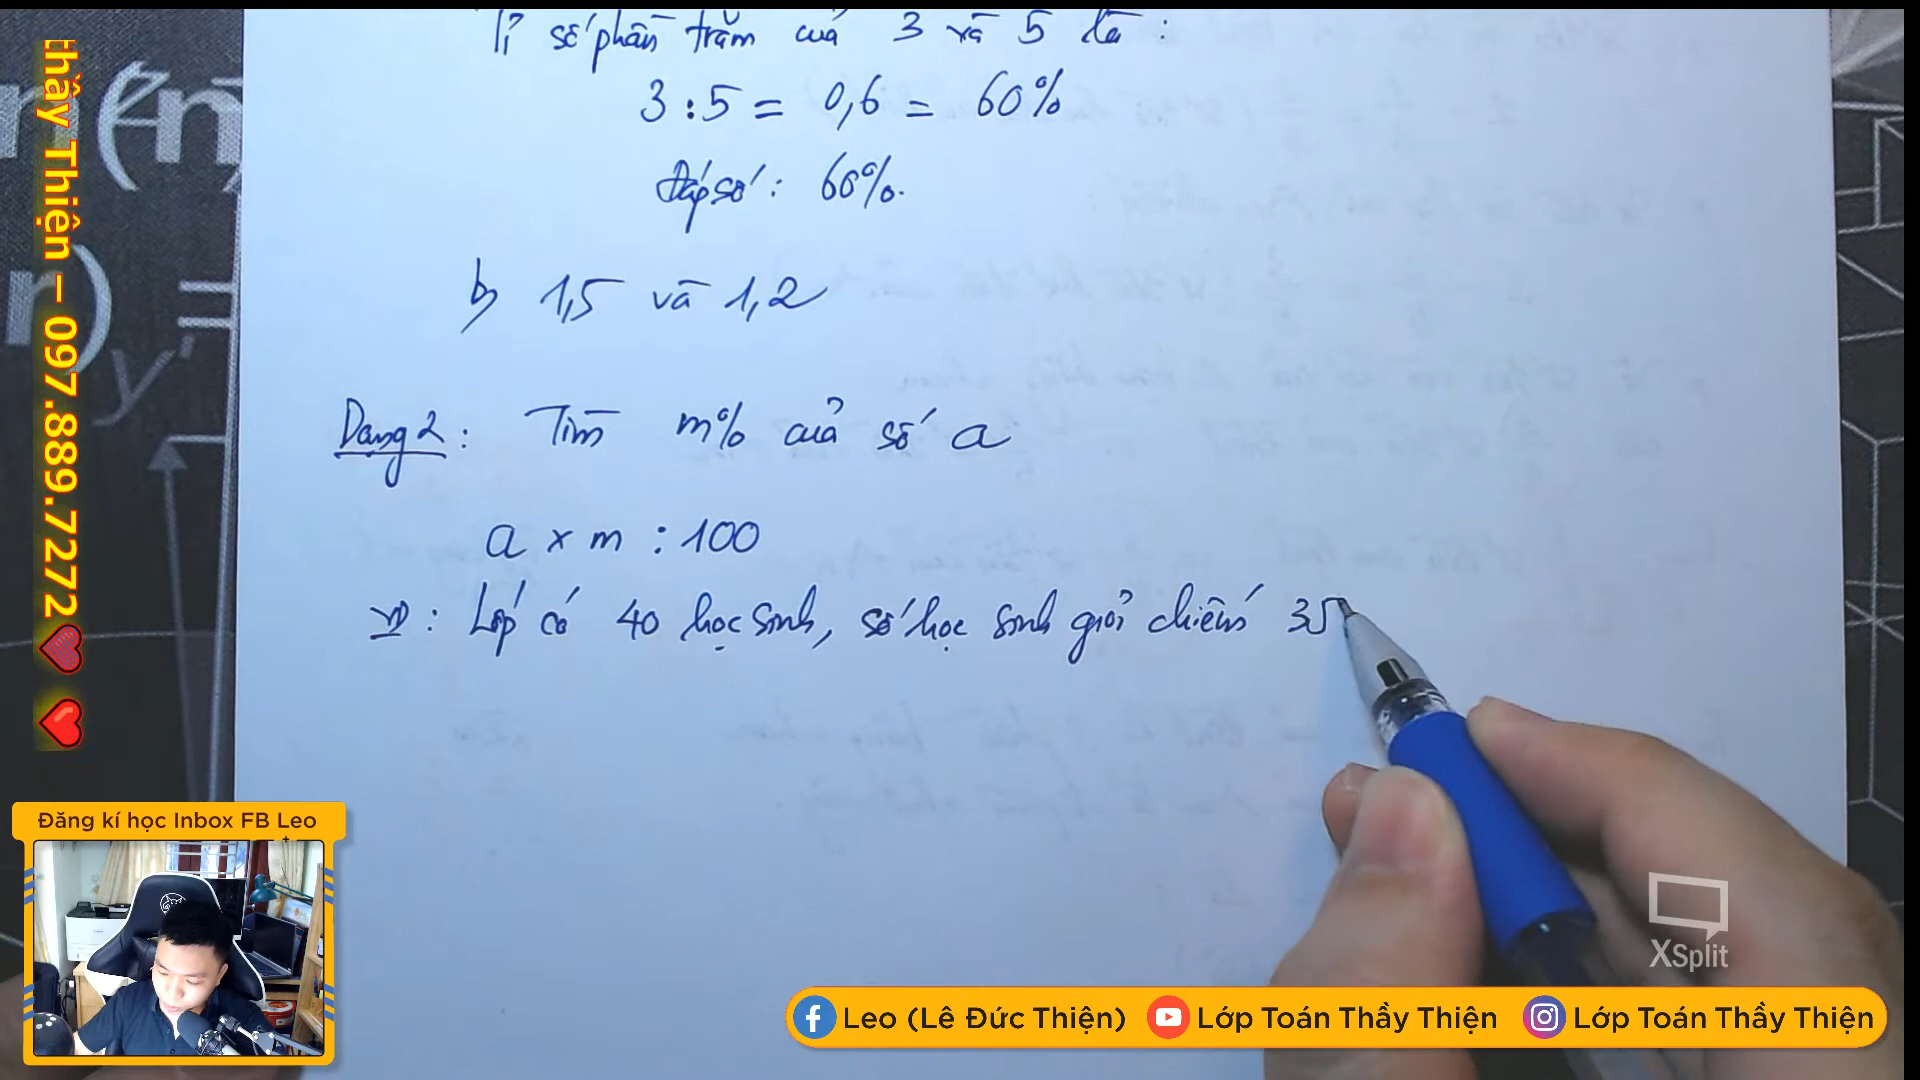 Tỉ số phần trăm của 3 và 5 là :
3 : 5 = 0,6 = 60%
Đáp số : 60%.
b) 1,5 và 1,2
Dạng 2 : Tìm m% của số a
a x m : 100
VD : Lớp có 40 học sinh, số học sinh giỏi chiếm 35
thầy Thiện – 097.889.7272
Đăng kí học Inbox FB Leo
XSplit
Leo (Lê Đức Thiện) Lớp Toán Thầy Thiện Lớp Toán Thầy Thiện